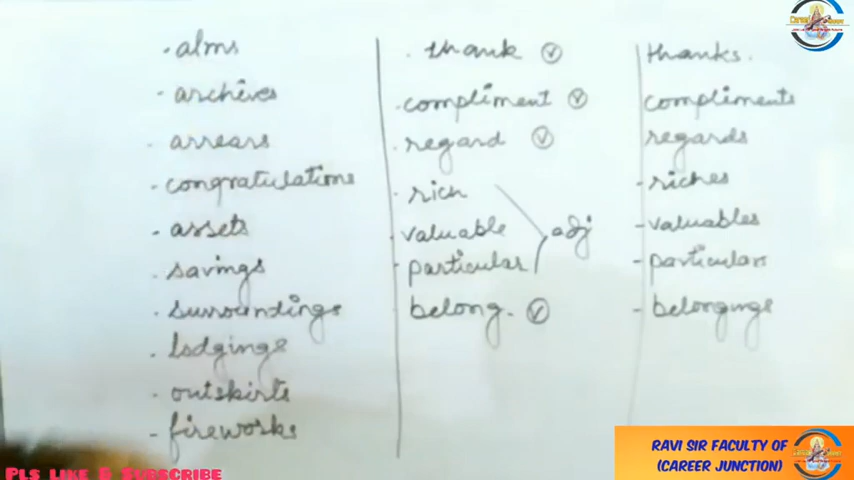 . alms
. archives
. arrears
. congratulations
. assets
. savings
. surroundings
. lodgings
. outskirts
- fireworks
. thank Ⓥ
. compliment Ⓥ
. regard Ⓥ
. rich
. valuable
. particular
adj
belong. Ⓥ
thanks.
compliments
regards
- riches
- valuables
- particulars
- belongings
RAVI SIR FACULTY OF
(CAREER JUNCTION)
PLS LIKE & SUBSCRIBE